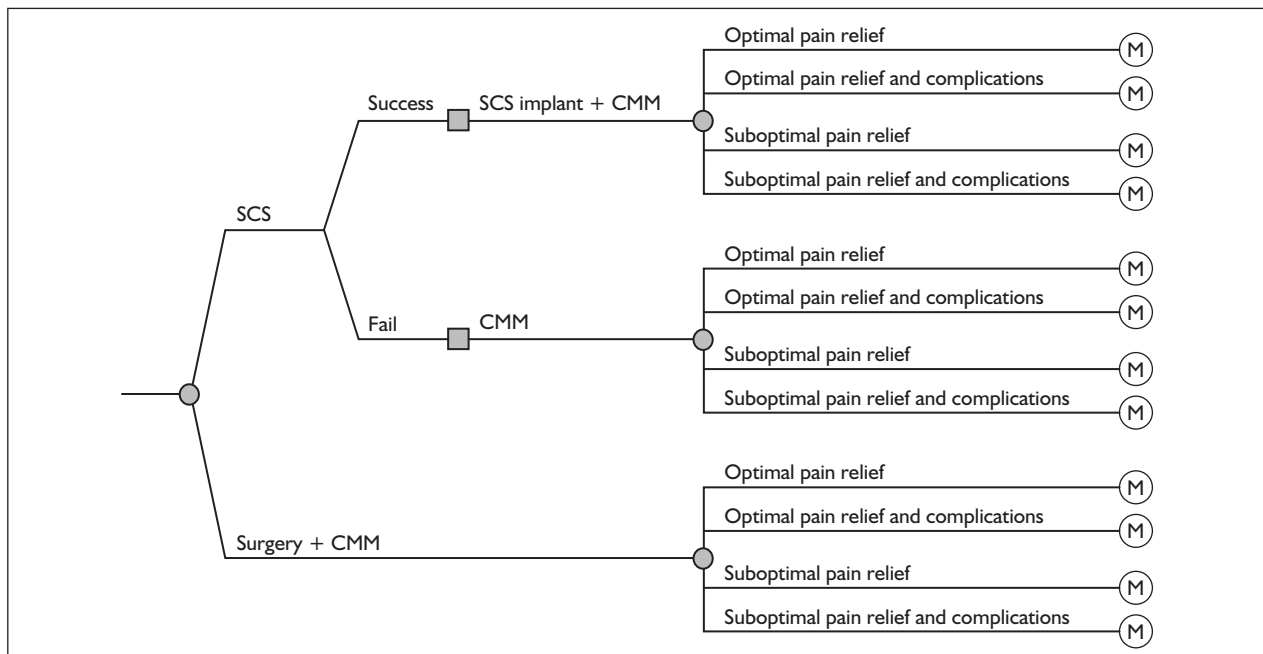 Optimal pain relief
M
Optimal pain relief and complications
M
Success
SCS implant + CMM
Suboptimal pain relief
M
Suboptimal pain relief and complications
M
SCS
Optimal pain relief
M
Optimal pain relief and complications
M
Fail
CMM
Suboptimal pain relief
M
Suboptimal pain relief and complications
M
Optimal pain relief
M
Optimal pain relief and complications
M
Surgery + CMM
Suboptimal pain relief
M
Suboptimal pain relief and complications
M